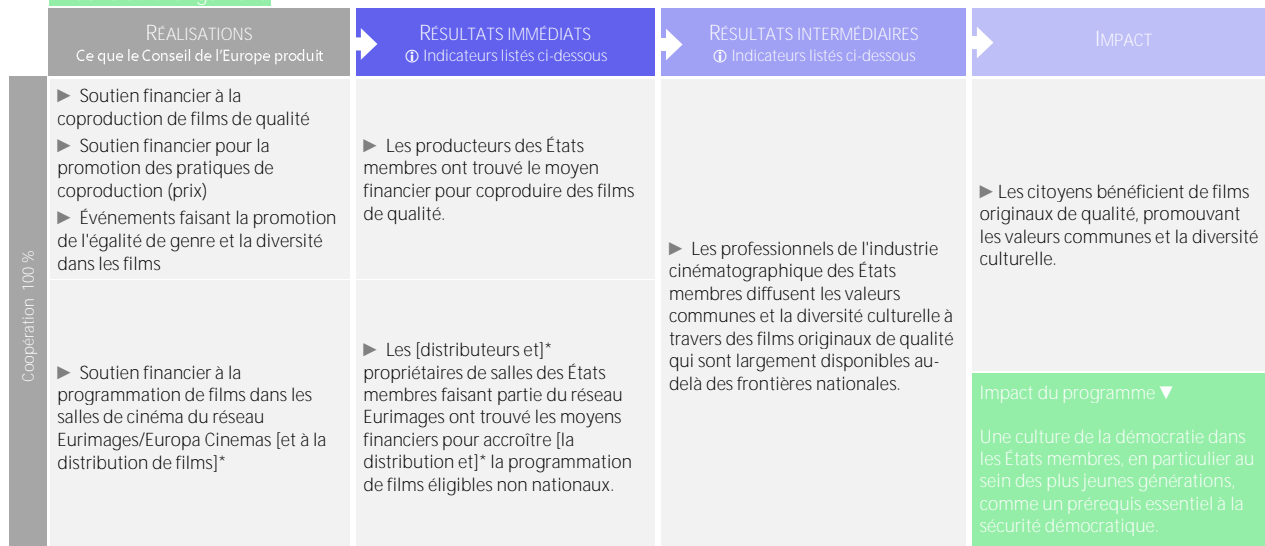 RÉALISATIONS
Ce que le Conseil de l'Europe produit
RÉSULTATS IMMÉDIATS
ⓘ Indicateurs listés ci-dessous
RÉSULTATS INTERMÉDIAIRES
ⓘ Indicateurs listés ci-dessous
IMPACT
Coopération 100 %
► Soutien financier à la
coproduction de films de qualité
► Soutien financier pour la
promotion des pratiques de
coproduction (prix)
► Événements faisant la promotion
de l'égalité de genre et la diversité
dans les films
► Soutien financier à la
programmation de films dans les
salles de cinéma du réseau
Eurimages/Europa Cinemas [et à la
distribution de films]*
► Les producteurs des États
membres ont trouvé le moyen
financier pour coproduire des films
de qualité.
► Les [distributeurs et]*
propriétaires de salles des États
membres faisant partie du réseau
Eurimages ont trouvé les moyens
financiers pour accroître [la
distribution et]* la programmation
de films éligibles non nationaux.
► Les professionnels de l'industrie
cinématographique des États
membres diffusent les valeurs
communes et la diversité culturelle à
travers des films originaux de qualité
qui sont largement disponibles au-
delà des frontières nationales.
► Les citoyens bénéficient de films
originaux de qualité, promouvant
les valeurs communes et la diversité
culturelle.
Impact du programme ▼
Une culture de la démocratie dans
les États membres, en particulier au
sein des plus jeunes générations,
comme un prérequis essentiel à la
sécurité démocratique.